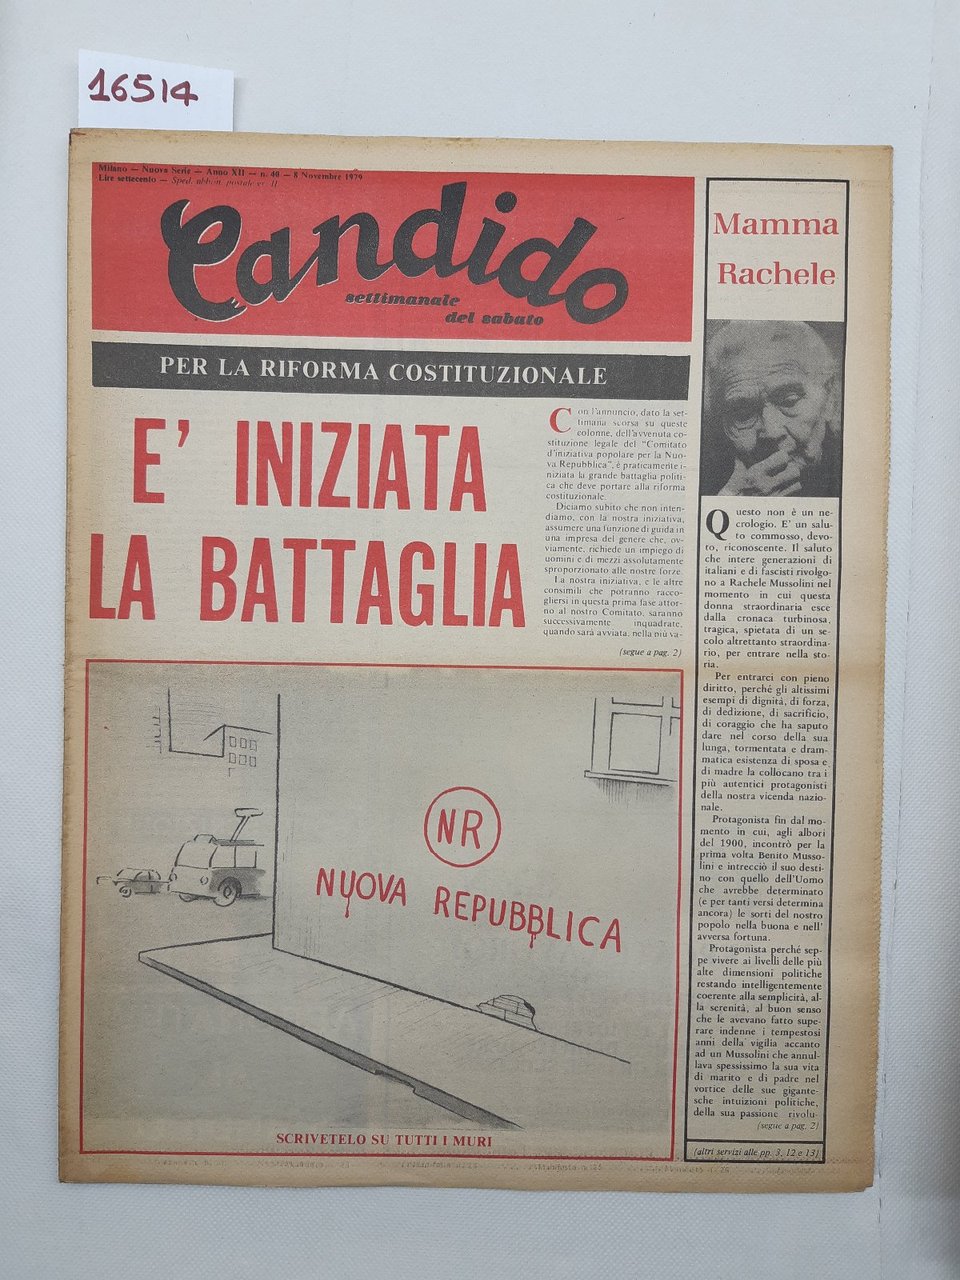 16514
Milano — Nuova Serie — Anno XII — n. 40 — 8 Novembre 1979
Lire settecento — Sped. abbon. postale gr. II
Candido
settimanale
del sabato
PER LA RIFORMA COSTITUZIONALE
E' INIZIATA
LA BATTAGLIA
Con l'annuncio, dato la set-
timana scorsa su queste
colonne, dell'avvenuta co-
stituzione legale del "Comitato
d'iniziativa popolare per la Nuo-
va Repubblica", è praticamente i-
niziata la grande battaglia politi-
ca che deve portare alla riforma
costituzionale.
Diciamo subito che non inten-
diamo, con la nostra iniziativa,
assumere una funzione di guida in
una impresa del genere che, ov-
viamente, richiede un impiego di
uomini e di mezzi assolutamente
sproporzionato alle nostre forze.
La nostra iniziativa, e le altre
consimili che potranno racco-
gliersi in questa prima fase attor-
no al nostro Comitato, saranno
successivamente inquadrate,
quando sarà avviata, nella più va-
(segue a pag. 2)
NR
NUOVA REPUBBLICA
SCRIVETELO SU TUTTI I MURI
Mamma
Rachele
Questo non è un ne-
crologio. E' un salu-
to commosso, devo-
to, riconoscente. Il saluto
che intere generazioni di
italiani e di fascisti rivolgo-
no a Rachele Mussolini nel
momento in cui questa
donna straordinaria esce
dalla cronaca turbinosa,
tragica, spietata di un se-
colo altrettanto straordina-
rio, per entrare nella sto-
ria.
Per entrarci con pieno
diritto, perché gli altissimi
esempi di dignità, di forza,
di dedizione, di sacrificio,
di coraggio che ha saputo
dare nel corso della sua
lunga, tormentata e dram-
matica esistenza di sposa e
di madre la collocano tra i
più autentici protagonisti
della nostra vicenda nazio-
nale.
Protagonista fin dal mo-
mento in cui, agli albori
del 1900, incontrò per la
prima volta Benito Musso-
lini e intrecciò il suo desti-
no con quello dell'Uomo
che avrebbe determinato
(e per tanti versi determina
ancora) le sorti del nostro
popolo nella buona e nell'
avversa fortuna.
Protagonista perché sep-
pe vivere ai livelli delle più
alte dimensioni politiche
restando intelligentemente
coerente alla semplicità, al-
la serenità, al buon senso
che le avevano fatto supe-
rare indenne i tempestosi
anni della vigilia accanto
ad un Mussolini che annul-
lava spessissimo la sua vita
di marito e di padre nel
vortice delle sue gigante-
sche intuizioni politiche,
della sua passione rivolu-
(segue a pag. 2)
(altri servizi alle pp. 3, 12 e 13)